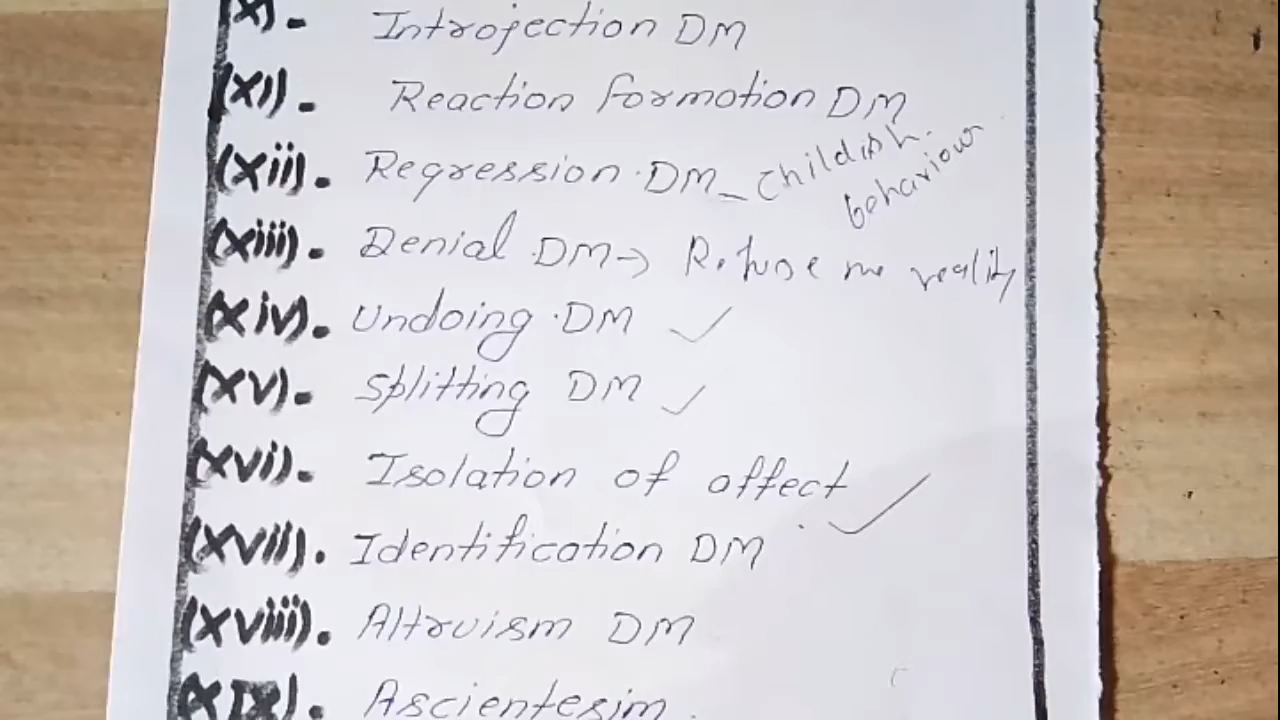 (X). Introjection DM
(XI). Reaction formation DM
(Xii). Regression DM - Childish
behaviour
(Xiii). Denial DM → Refuse reality
(Xiv). Undoing DM ✓
(XV). Splitting DM ✓
(XVi). Isolation of affect ✓
(XVii). Identification DM
(XViii). Altruism DM
(XIX). Ascientesim